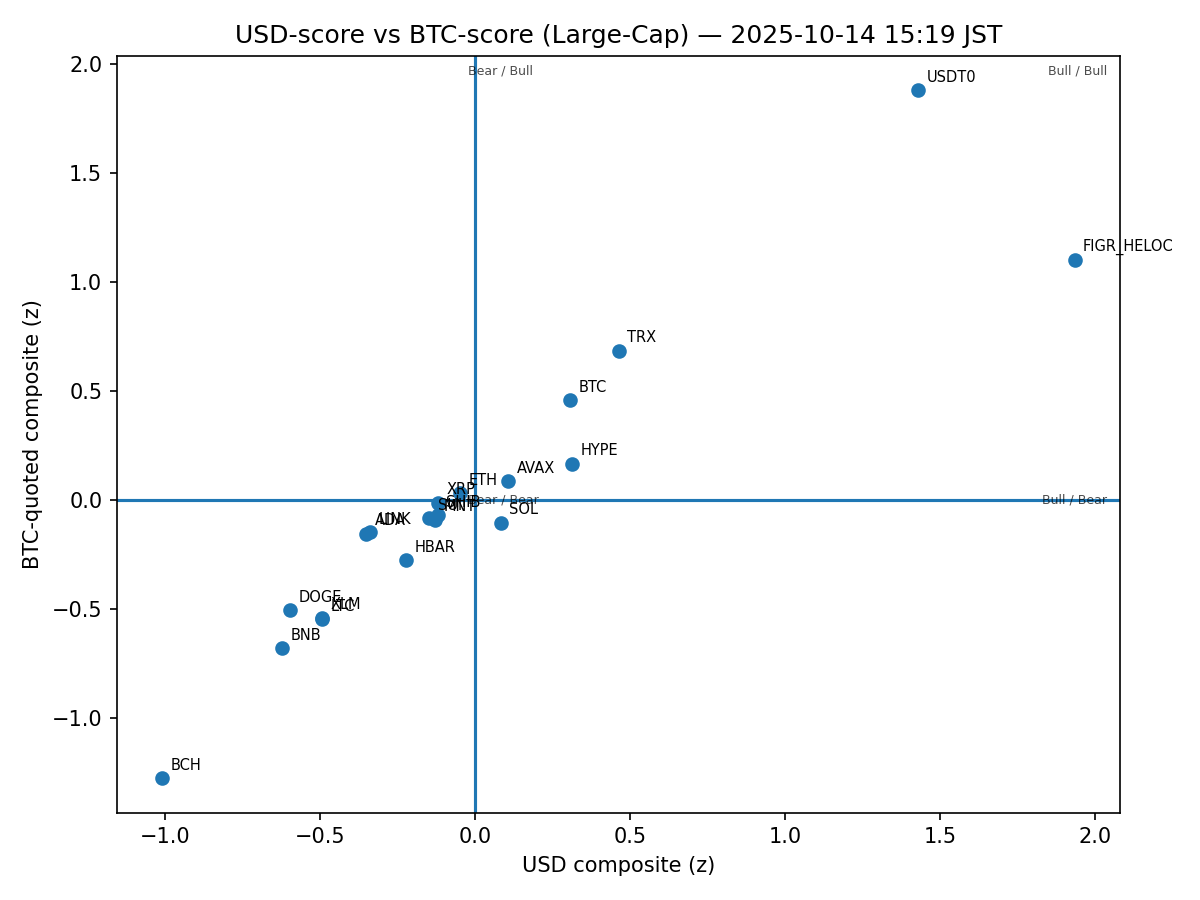 USD-score vs BTC-score (Large-Cap) — 2025-10-14 15:19 JST
Bear / Bull
Bull / Bull
USDT0
FIGR_HELOC
TRX
BTC
HYPE
AVAX
ETH
XRP
Bear / Bear
Bull / Bear
SOL
LINK
ADA
HBAR
DOGE
XLM
LTC
BNB
BCH
2.0
1.5
1.0
0.5
0.0
−0.5
−1.0
BTC-quoted composite (z)
−1.0
−0.5
0.0
0.5
1.0
1.5
2.0
USD composite (z)